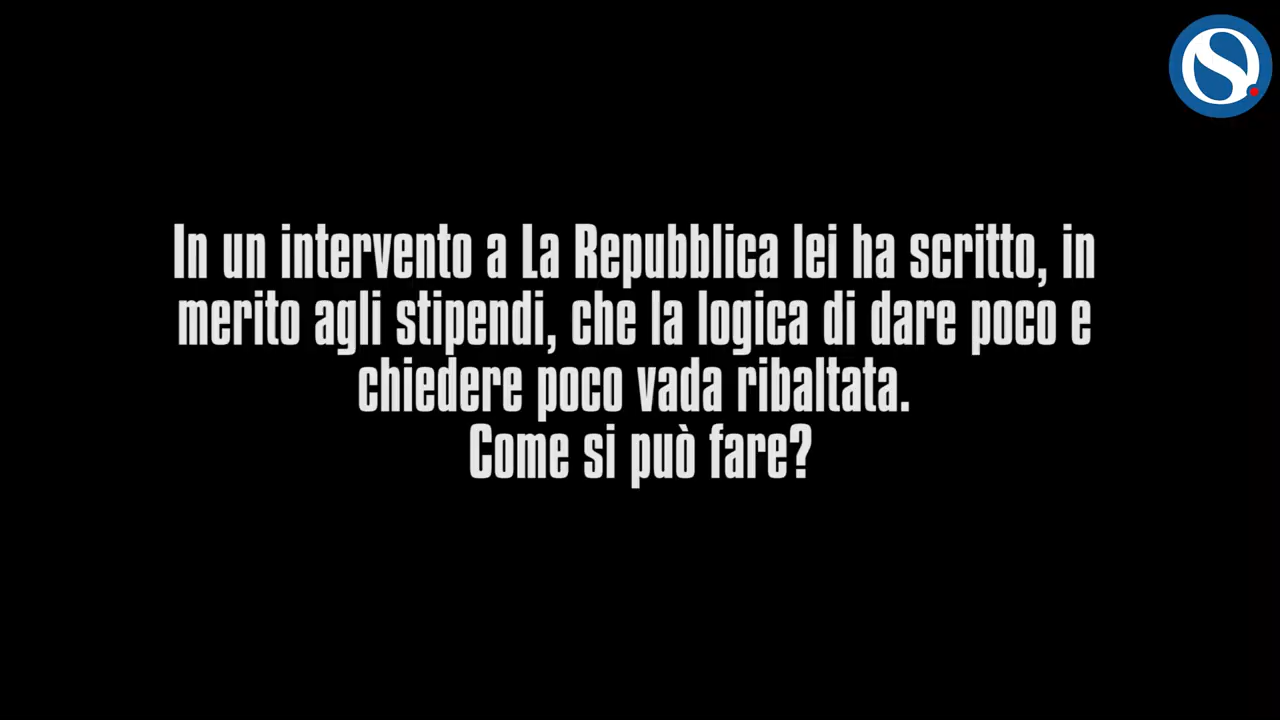 In un intervento a La Repubblica lei ha scritto, in
merito agli stipendi, che la logica di dare poco e
chiedere poco vada ribaltata.
Come si può fare?